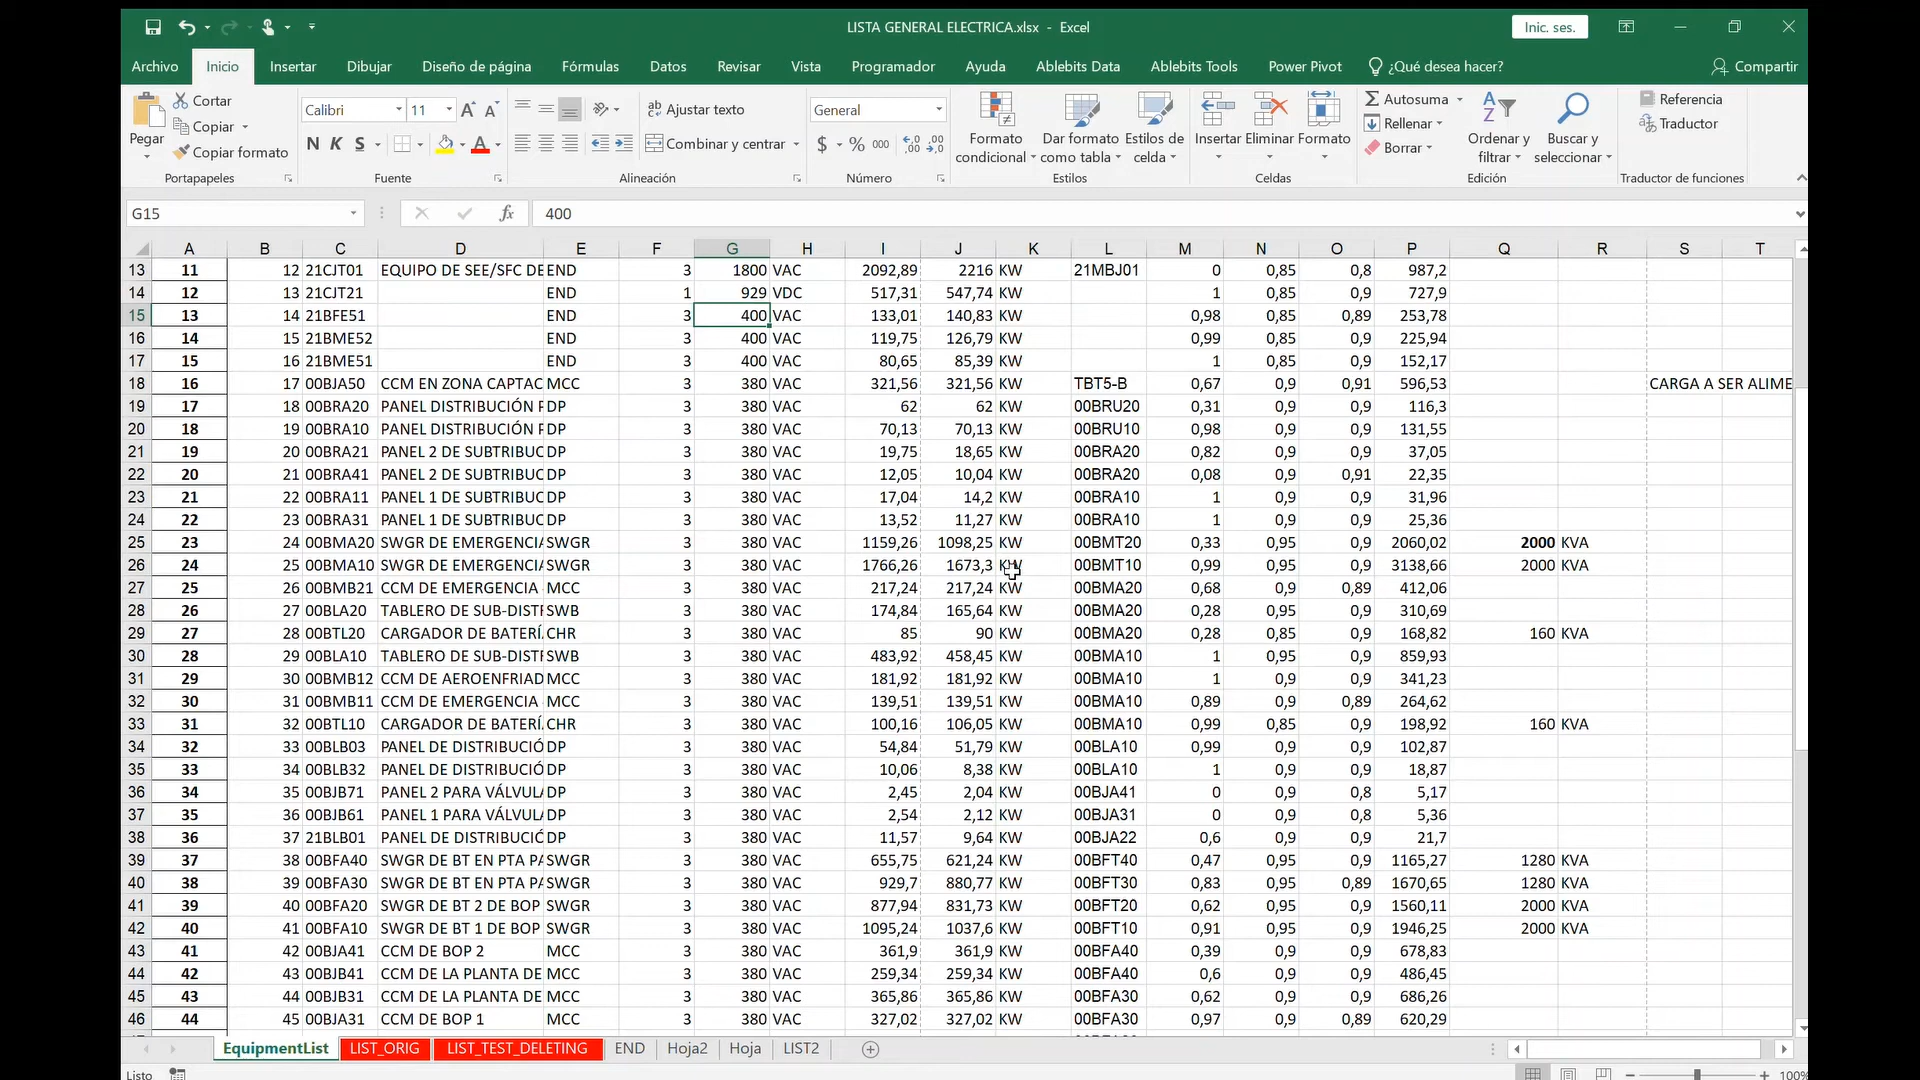 LISTA GENERAL ELECTRICA.xlsx - Excel
Inic. ses.
Archivo Inicio Insertar Dibujar Diseño de página Fórmulas Datos Revisar Vista Programador Ayuda Ablebits Data Ablebits Tools Power Pivot ¿Qué desea hacer? Compartir
Pegar Cortar Copiar Copiar formato Portapapeles
Calibri 11 N K S Fuente
Ajustar texto Combinar y centrar Alineación
General $ % 000 Número
Formato condicional Dar formato como tabla Estilos de celda Estilos
Insertar Eliminar Formato Celdas
Autosuma Rellenar Borrar Ordenar y filtrar Buscar y seleccionar Edición
Referencia Traductor Traductor de funciones
G15 fx 400
A B C D E F G H I J K L M N O P Q R S T
13 11 12 21CJT01 EQUIPO DE SEE/SFC DE END 3 1800 VAC 2092,89 2216 KW 21MBJ01 0 0,85 0,8 987,2
14 12 13 21CJT21 END 1 929 VDC 517,31 547,74 KW 1 0,85 0,9 727,9
15 13 14 21BFE51 END 3 400 VAC 133,01 140,83 KW 0,98 0,85 0,89 253,78
16 14 15 21BME52 END 3 400 VAC 119,75 126,79 KW 0,99 0,85 0,9 225,94
17 15 16 21BME51 END 3 400 VAC 80,65 85,39 KW 1 0,85 0,9 152,17
18 16 17 00BJA50 CCM EN ZONA CAPTAC MCC 3 380 VAC 321,56 321,56 KW TBT5-B 0,67 0,9 0,91 596,53 CARGA A SER ALIME
19 17 18 00BRA20 PANEL DISTRIBUCIÓN F DP 3 380 VAC 62 62 KW 00BRU20 0,31 0,9 0,9 116,3
20 18 19 00BRA10 PANEL DISTRIBUCIÓN F DP 3 380 VAC 70,13 70,13 KW 00BRU10 0,98 0,9 0,9 131,55
21 19 20 00BRA21 PANEL 2 DE SUBTRIBUC DP 3 380 VAC 19,75 18,65 KW 00BRA20 0,82 0,9 0,9 37,05
22 20 21 00BRA41 PANEL 2 DE SUBTRIBUC DP 3 380 VAC 12,05 10,04 KW 00BRA20 0,08 0,9 0,91 22,35
23 21 22 00BRA11 PANEL 1 DE SUBTRIBUC DP 3 380 VAC 17,04 14,2 KW 00BRA10 1 0,9 0,9 31,96
24 22 23 00BRA31 PANEL 1 DE SUBTRIBUC DP 3 380 VAC 13,52 11,27 KW 00BRA10 1 0,9 0,9 25,36
25 23 24 00BMA20 SWGR DE EMERGENCIA SWGR 3 380 VAC 1159,26 1098,25 KW 00BMT20 0,33 0,95 0,9 2060,02 2000 KVA
26 24 25 00BMA10 SWGR DE EMERGENCIA SWGR 3 380 VAC 1766,26 1673,3 KW 00BMT10 0,99 0,95 0,9 3138,66 2000 KVA
27 25 26 00BMB21 CCM DE EMERGENCIA MCC 3 380 VAC 217,24 217,24 KW 00BMA20 0,68 0,9 0,89 412,06
28 26 27 00BLA20 TABLERO DE SUB-DIST SWB 3 380 VAC 174,84 165,64 KW 00BMA20 0,28 0,95 0,9 310,69
29 27 28 00BTL20 CARGADOR DE BATERÍ CHR 3 380 VAC 85 90 KW 00BMA20 0,28 0,85 0,9 168,82 160 KVA
30 28 29 00BLA10 TABLERO DE SUB-DIST SWB 3 380 VAC 483,92 458,45 KW 00BMA10 1 0,95 0,9 859,93
31 29 30 00BMB12 CCM DE AEROENFRIAD MCC 3 380 VAC 181,92 181,92 KW 00BMA10 1 0,9 0,9 341,23
32 30 31 00BMB11 CCM DE EMERGENCIA MCC 3 380 VAC 139,51 139,51 KW 00BMA10 0,89 0,9 0,89 264,62
33 31 32 00BTL10 CARGADOR DE BATERÍ CHR 3 380 VAC 100,16 106,05 KW 00BMA10 0,99 0,85 0,9 198,92 160 KVA
34 32 33 00BLB03 PANEL DE DISTRIBUCIÓ DP 3 380 VAC 54,84 51,79 KW 00BLA10 0,99 0,9 0,9 102,87
35 33 34 00BLB32 PANEL DE DISTRIBUCIÓ DP 3 380 VAC 10,06 8,38 KW 00BLA10 1 0,9 0,9 18,87
36 34 35 00BJB71 PANEL 2 PARA VÁLVUL DP 3 380 VAC 2,45 2,04 KW 00BJA41 0 0,9 0,8 5,17
37 35 36 00BJB61 PANEL 1 PARA VÁLVUL DP 3 380 VAC 2,54 2,12 KW 00BJA31 0 0,9 0,8 5,36
38 36 37 21BLB01 PANEL DE DISTRIBUCIÓ DP 3 380 VAC 11,57 9,64 KW 00BJA22 0,6 0,9 0,9 21,7
39 37 38 00BFA40 SWGR DE BT EN PTA PA SWGR 3 380 VAC 655,75 621,24 KW 00BFT40 0,47 0,95 0,9 1165,27 1280 KVA
40 38 39 00BFA30 SWGR DE BT EN PTA PA SWGR 3 380 VAC 929,7 880,77 KW 00BFT30 0,83 0,95 0,89 1670,65 1280 KVA
41 39 40 00BFA20 SWGR DE BT 2 DE BOP SWGR 3 380 VAC 877,94 831,73 KW 00BFT20 0,62 0,95 0,9 1560,11 2000 KVA
42 40 41 00BFA10 SWGR DE BT 1 DE BOP SWGR 3 380 VAC 1095,24 1037,6 KW 00BFT10 0,91 0,95 0,9 1946,25 2000 KVA
43 41 42 00BJA41 CCM DE BOP 2 MCC 3 380 VAC 361,9 361,9 KW 00BFA40 0,39 0,9 0,9 678,83
44 42 43 00BJB41 CCM DE LA PLANTA DE MCC 3 380 VAC 259,34 259,34 KW 00BFA40 0,6 0,9 0,9 486,45
45 43 44 00BJB31 CCM DE LA PLANTA DE MCC 3 380 VAC 365,86 365,86 KW 00BFA30 0,62 0,9 0,9 686,26
46 44 45 00BJA31 CCM DE BOP 1 MCC 3 380 VAC 327,02 327,02 KW 00BFA30 0,97 0,9 0,89 620,29
EquipmentList LIST_ORIG LIST_TEST_DELETING END Hoja2 Hoja LIST2
Listo 100%